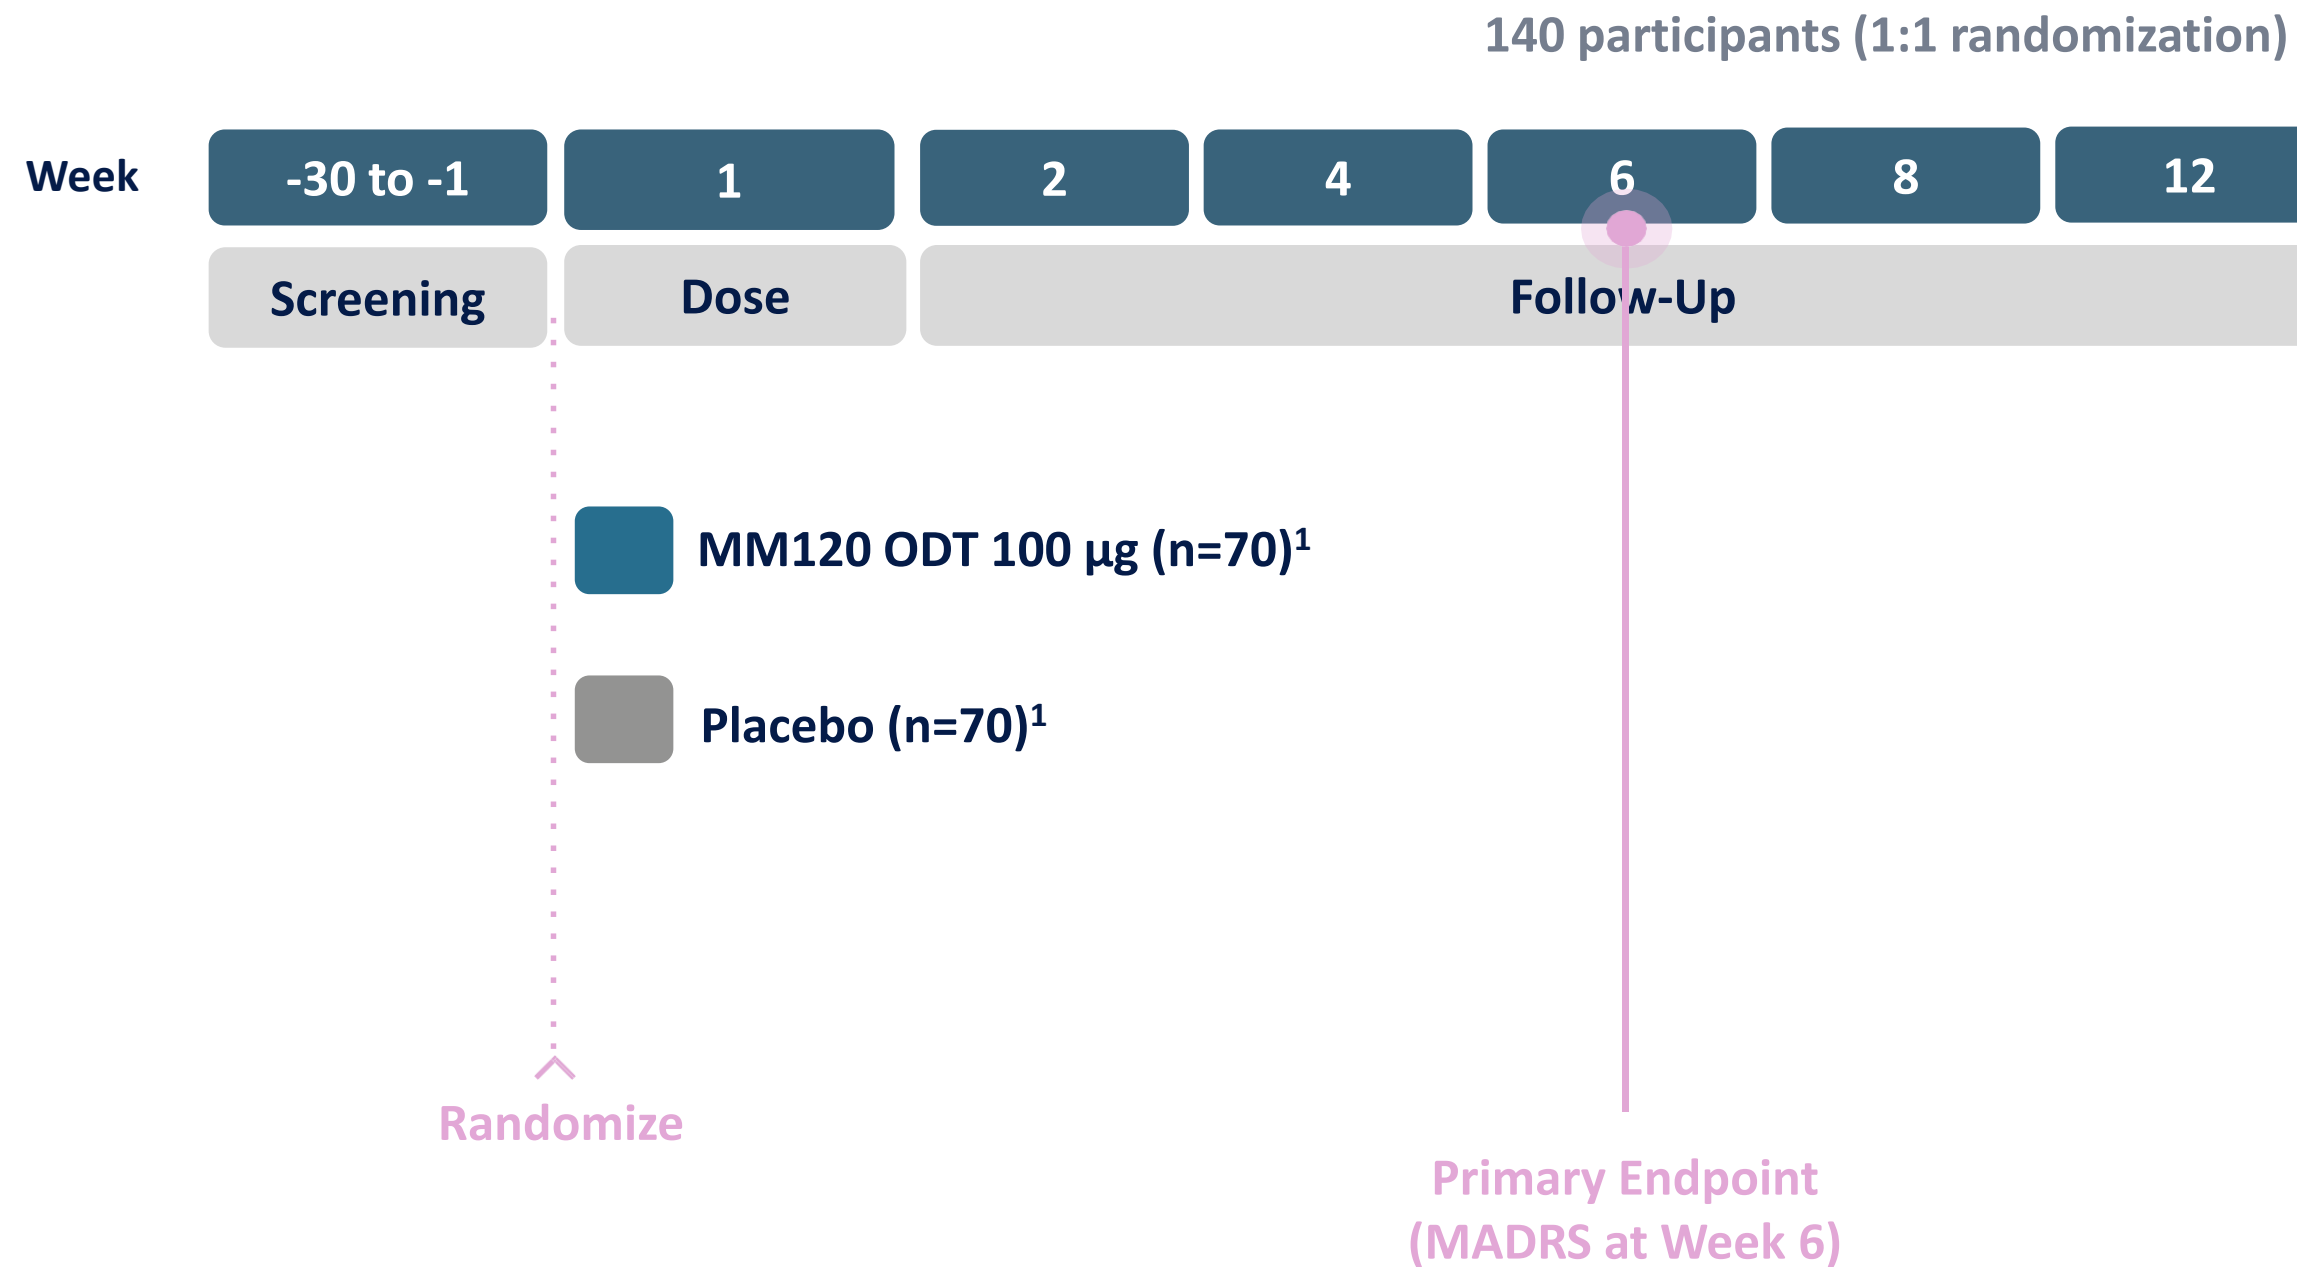 140 participants (1:1 randomization)
Week -30 to -1 1 2 4 6 8 12
Screening Dose Follow-Up
MM120 ODT 100 µg (n=70)¹
Placebo (n=70)¹
Randomize
Primary Endpoint
(MADRS at Week 6)